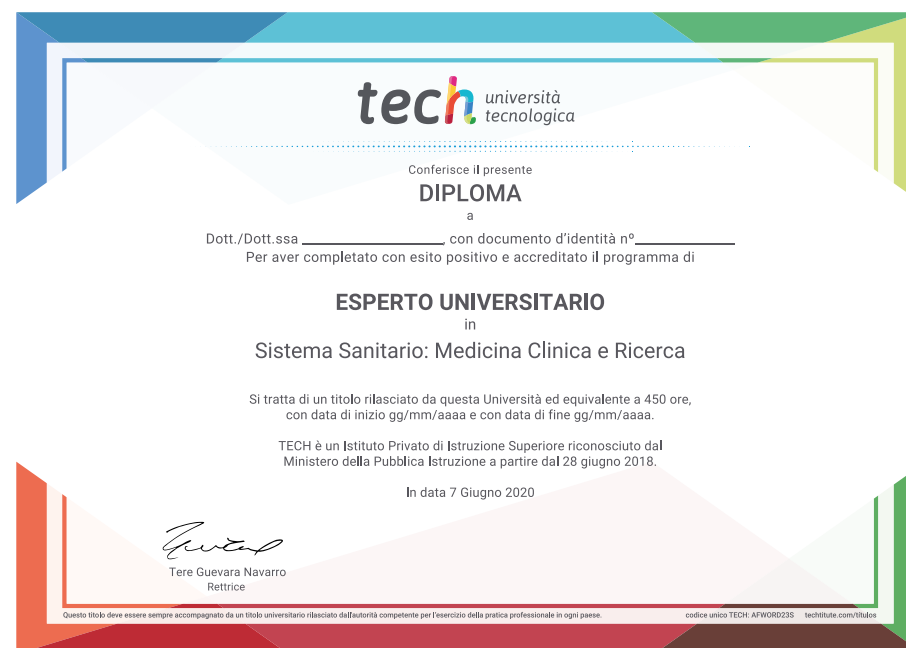 tech università
tecnologica
Conferisce il presente
DIPLOMA
a
Dott./Dott.ssa ____________________, con documento d'identità nº______________
Per aver completato con esito positivo e accreditato il programma di
ESPERTO UNIVERSITARIO
in
Sistema Sanitario: Medicina Clinica e Ricerca
Si tratta di un titolo rilasciato da questa Università ed equivalente a 450 ore,
con data di inizio gg/mm/aaaa e con data di fine gg/mm/aaaa.
TECH è un Istituto Privato di Istruzione Superiore riconosciuto dal
Ministero della Pubblica Istruzione a partire dal 28 giugno 2018.
In data 7 Giugno 2020
Tere Guevara Navarro
Rettrice
Questo titolo deve essere sempre accompagnato da un titolo universitario rilasciato dall'autorità competente per l'esercizio della pratica professionale in ogni paese. codice unico TECH: AFWORD23S techtitute.com/titulos